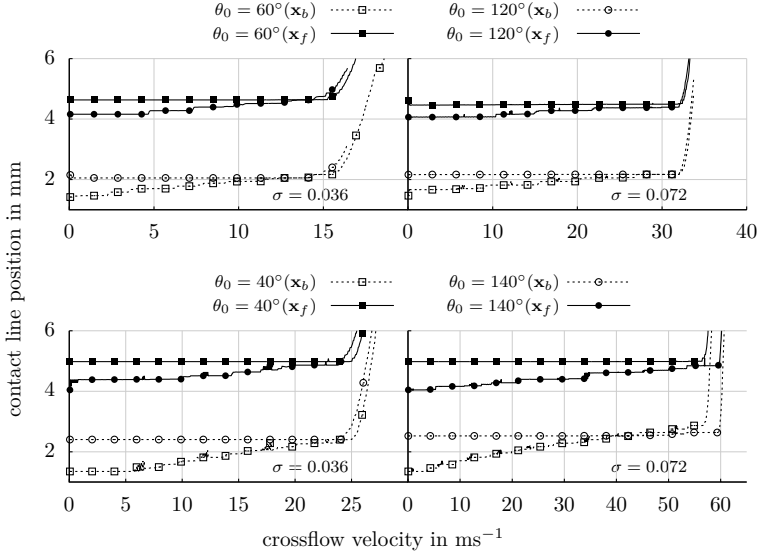 θ0 = 60°(xb) θ0 = 120°(xb)
θ0 = 60°(xf) θ0 = 120°(xf)
6
4
2
σ = 0.036 σ = 0.072
0 5 10 15 0 10 20 30 40
θ0 = 40°(xb) θ0 = 140°(xb)
θ0 = 40°(xf) θ0 = 140°(xf)
6
4
2
σ = 0.036 σ = 0.072
0 5 10 15 20 25 0 10 20 30 40 50 60
contact line position in mm
crossflow velocity in ms−1